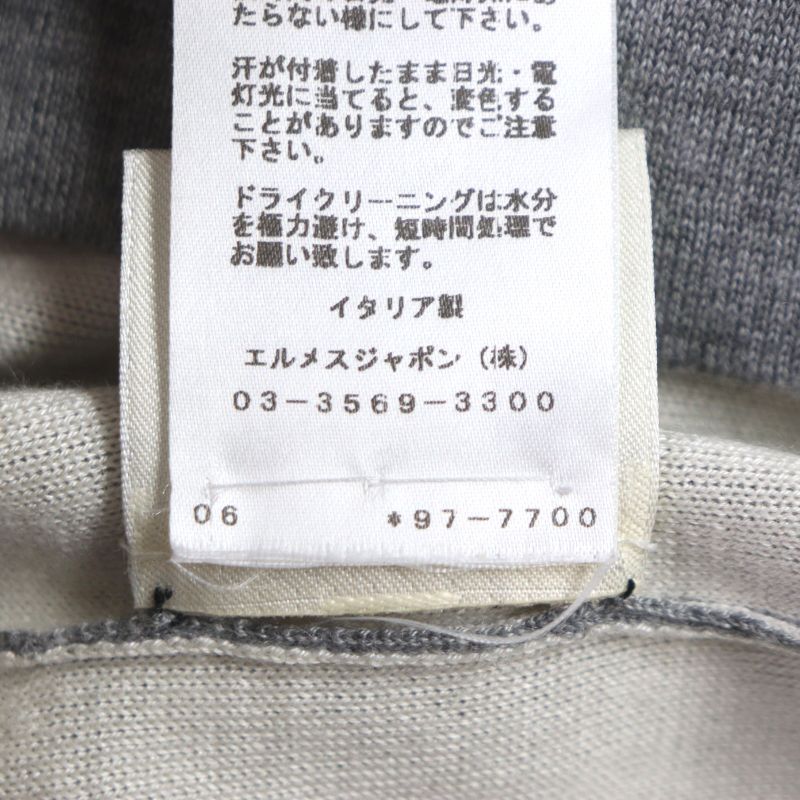 たらない様にして下さい。
汗が付着したまま日光・電
灯光に当てると、変色する
ことがありますのでご注意
下さい。
ドライクリーニングは水分
を極力避け、短時間処理で
お願い致します。
イタリア製
エルメスジャポン（株）
03-3569-3300
06 *97-7700